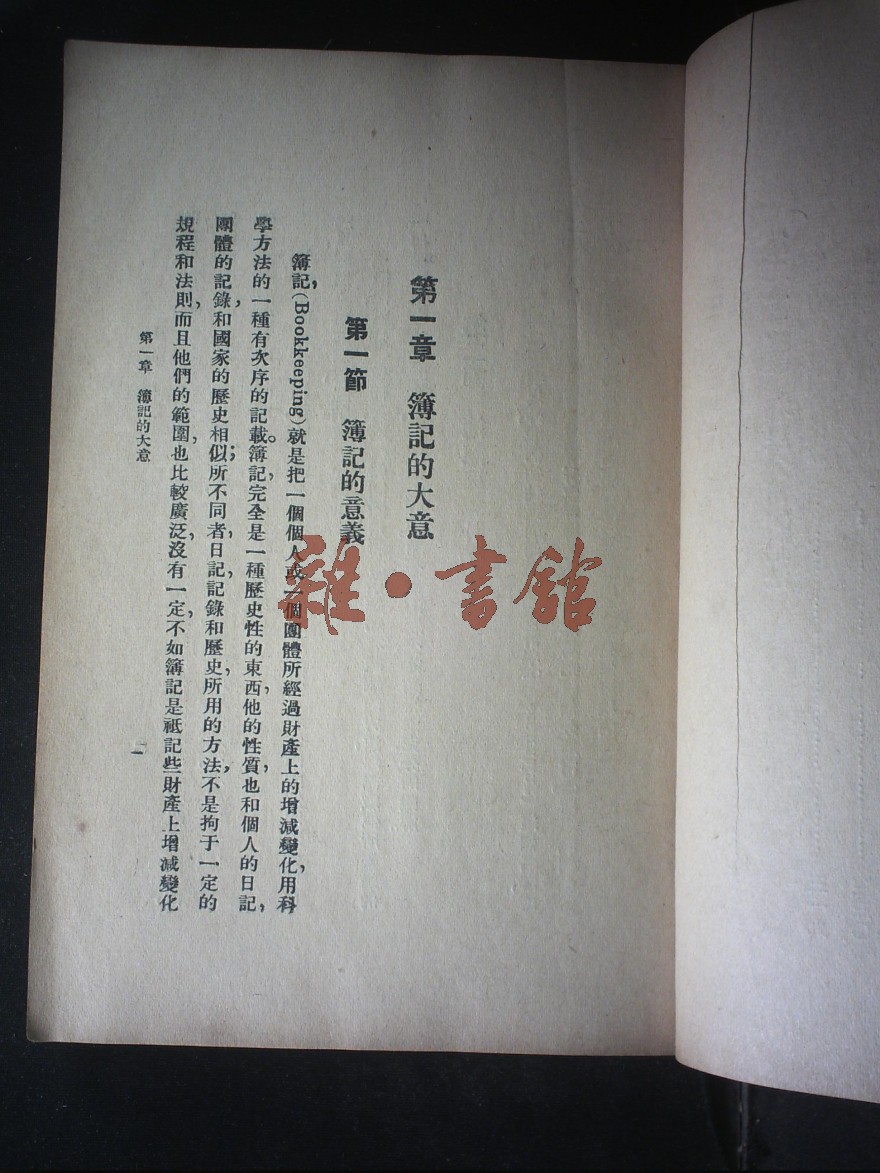 第一章　簿記的大意
第一節　簿記的意義
簿記，(Bookkeeping)就是把一個個人或一個團體所經過財產上的增減變化，用科
學方法的一種有次序的記載。簿記，完全是一種歷史性的東西，他的性質，也和個人的日記，
團體的記錄，和國家的歷史相似；所不同者，日記，記錄和歷史，所用的方法，不是拘于一定的
規程和法則，而且他們的範圍，也比較廣泛，沒有一定，不如簿記是祗記些財產上增減變化
第一章　簿記的大意
一
雜·書館